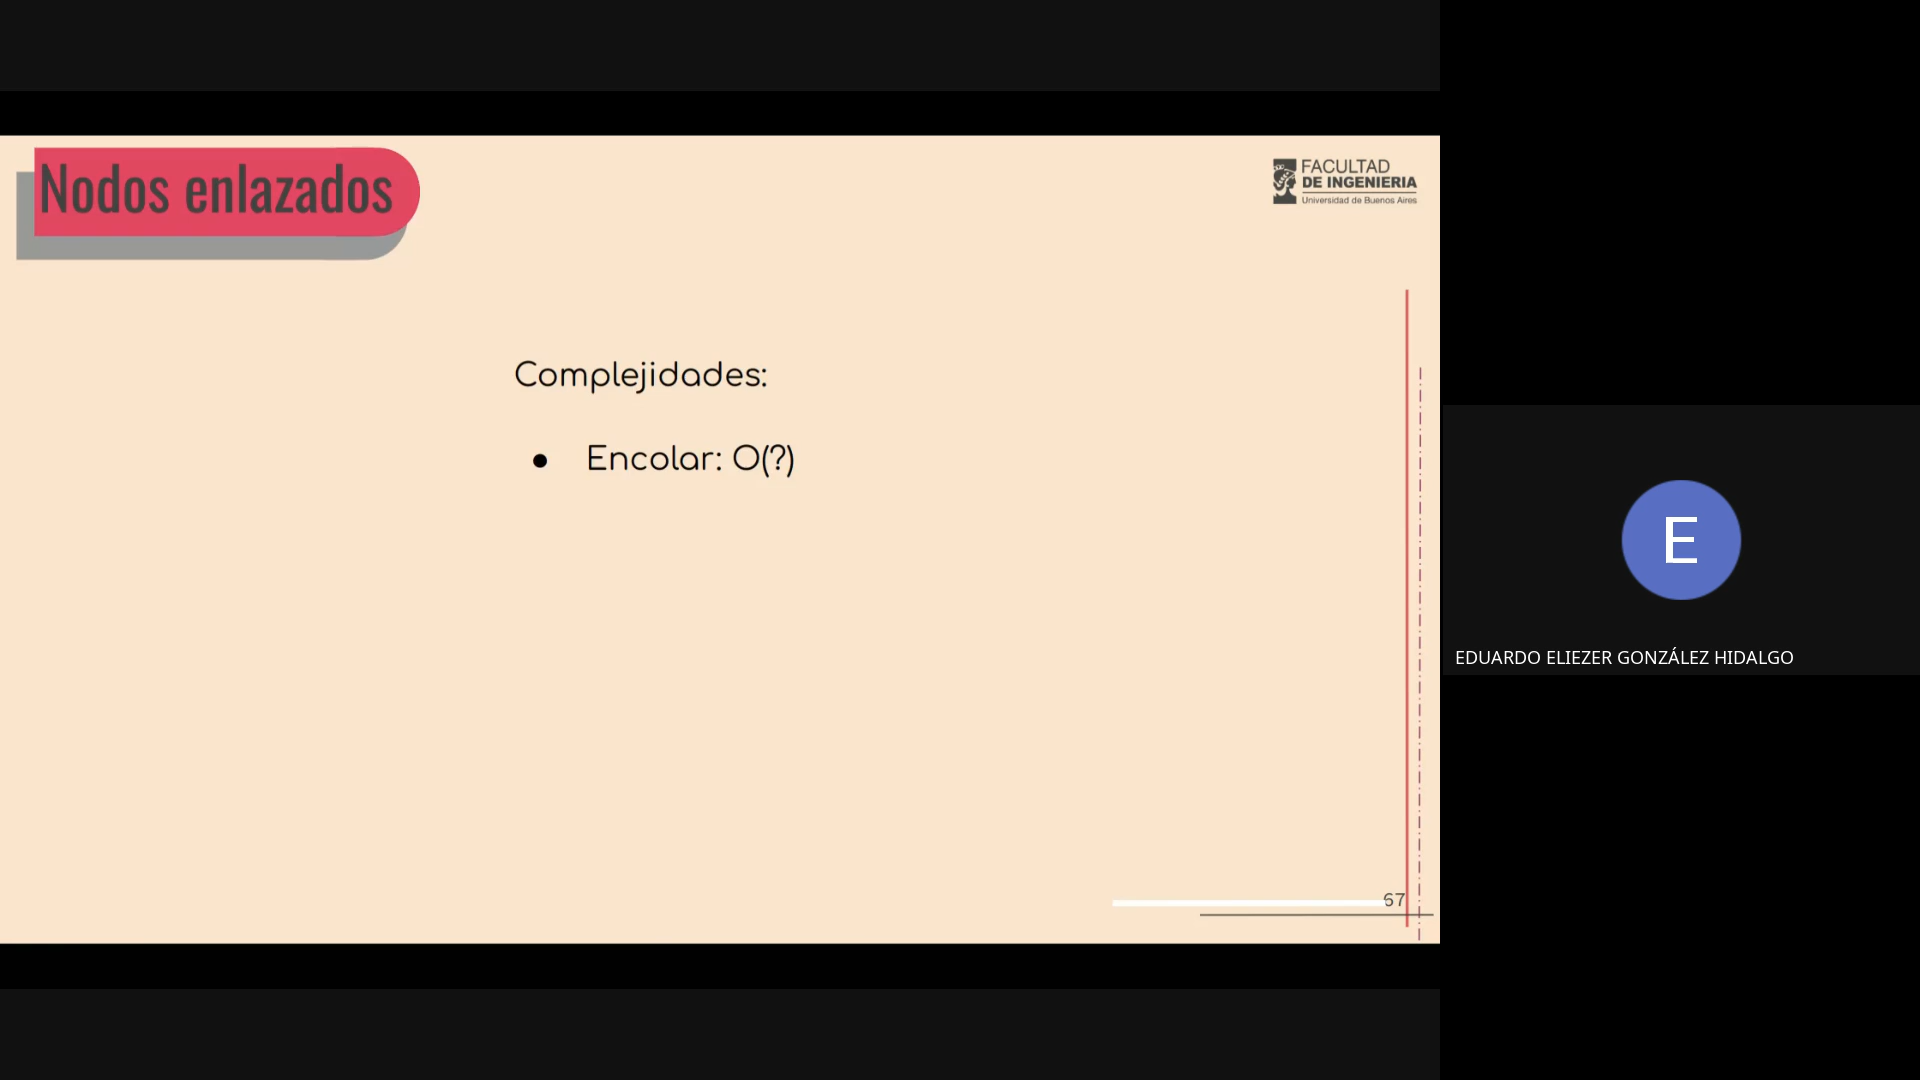 Nodos enlazados
FACULTAD
DE INGENIERIA
Universidad de Buenos Aires
Complejidades:
● Encolar: O(?)
67
E
EDUARDO ELIEZER GONZÁLEZ HIDALGO